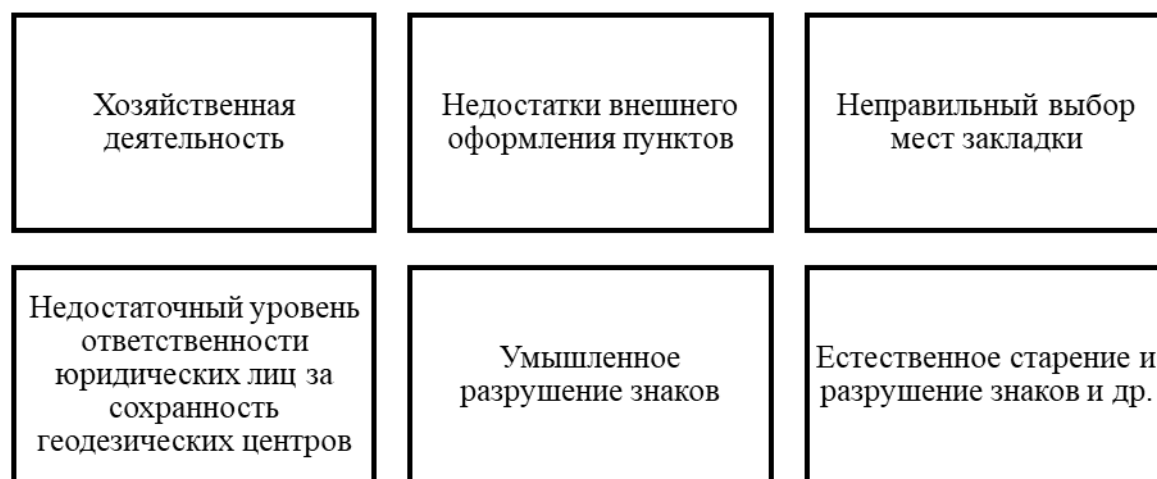 Хозяйственная
деятельность
Недостатки внешнего
оформления пунктов
Неправильный выбор
мест закладки
Недостаточный уровень
ответственности
юридических лиц за
сохранность
геодезических центров
Умышленное
разрушение знаков
Естественное старение и
разрушение знаков и др.